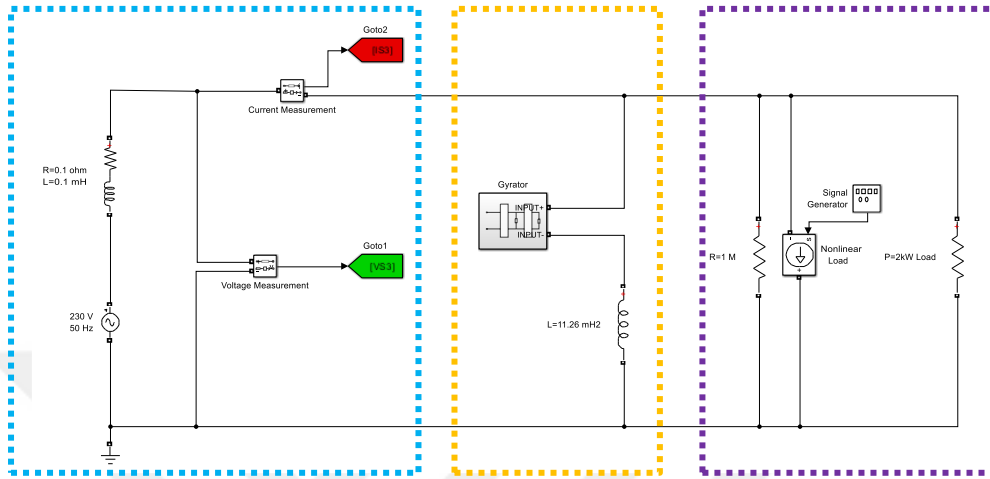 Goto2
[IS3]
Current Measurement
R=0.1 ohm
L=0.1 mH
Goto1
[VS3]
Voltage Measurement
230 V
50 Hz
Gyrator
INPUT+
INPUT-
L=11.26 mH2
Signal
Generator
R=1 M
Nonlinear
Load
P=2kW Load